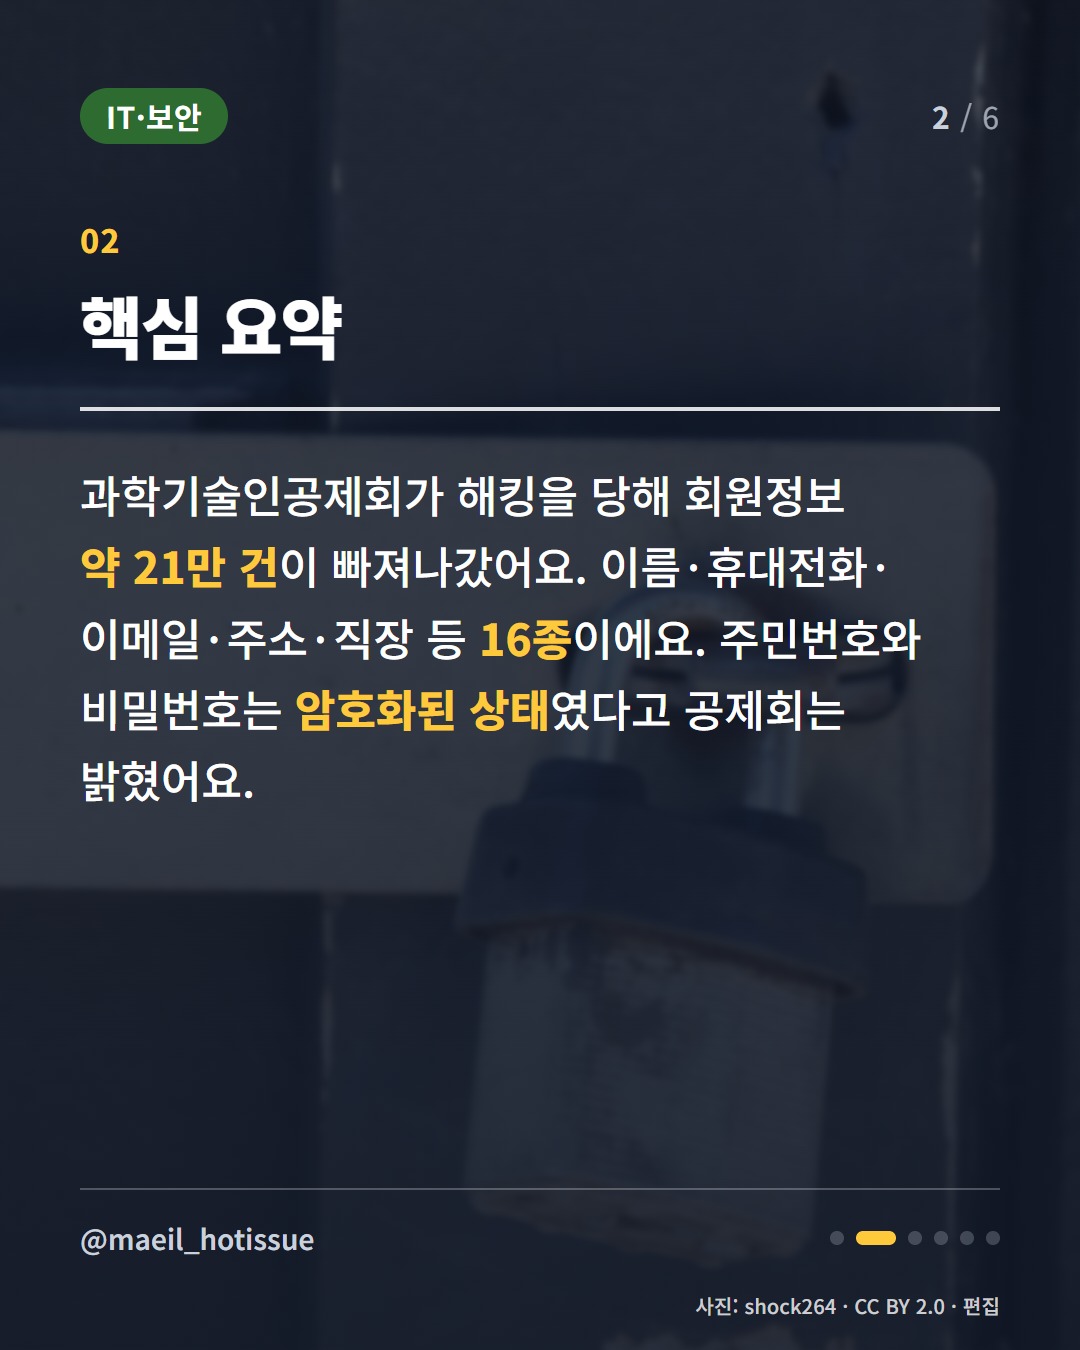 IT·보안
2 / 6
02
핵심 요약
과학기술인공제회가 해킹을 당해 회원정보
약 21만 건이 빠져나갔어요. 이름·휴대전화·
이메일·주소·직장 등 16종이에요. 주민번호와
비밀번호는 암호화된 상태였다고 공제회는
밝혔어요.
@maeil_hotissue
사진: shock264 · CC BY 2.0 · 편집